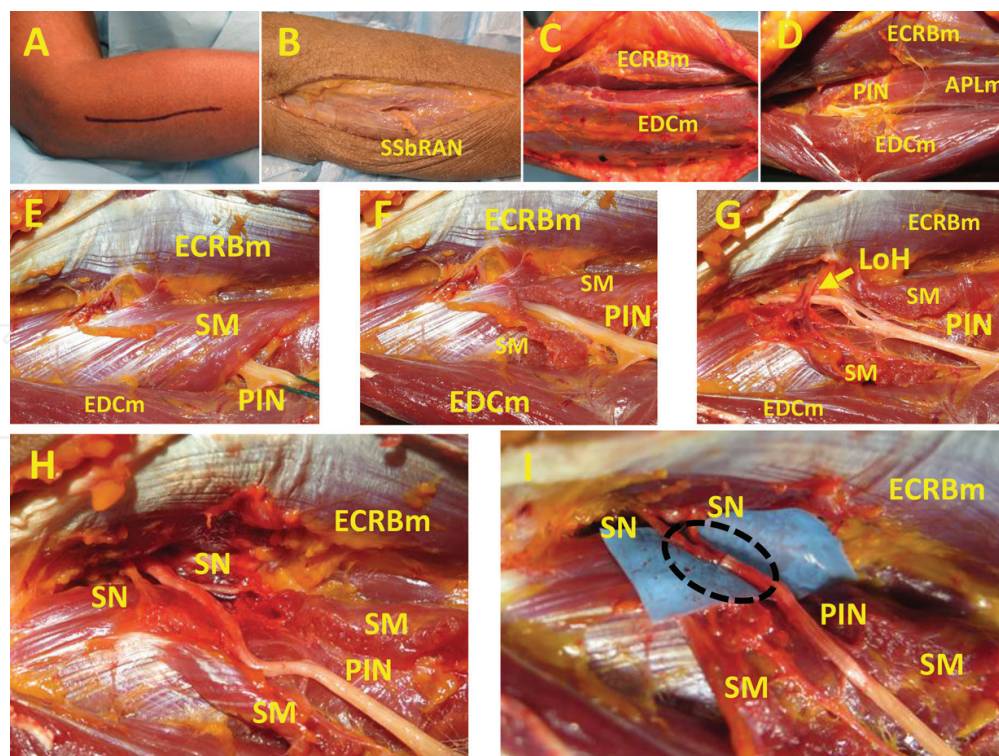 A
B
SSbRAN
C
ECRBm
EDCm
D
ECRBm
PIN
APLm
EDCm
E
ECRBm
SM
PIN
EDCm
F
ECRBm
SM
PIN
SM
EDCm
G
ECRBm
LoH
SM
PIN
SM
EDCm
H
ECRBm
SN
SN
SM
PIN
SM
I
SN
SN
ECRBm
PIN
SM
SM